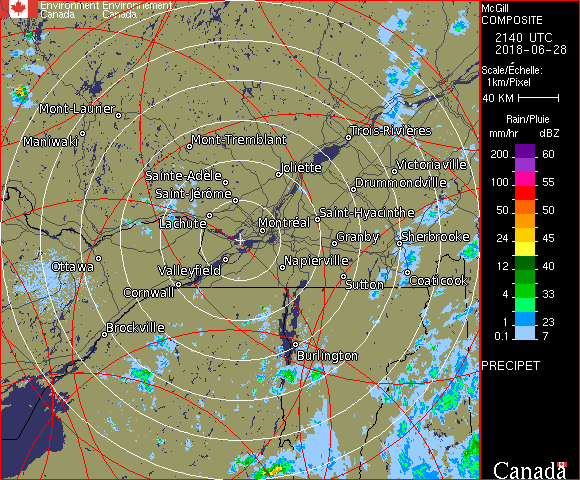 Environment Environnement
Canada Canada
McGill
COMPOSITE
2140 UTC
2018-06-28
Scale/Échelle:
1km/Pixel
40 KM
Rain/Pluie
mm/hr dBZ
200 60
150 57
100 55
50 50
24 45
12 40
4 33
1 23
0.1 7
PRECIPET
Canada
Mont-Laurier
Maniwaki
Mont-Tremblant
Trois-Rivières
Sainte-Adèle
Joliette
Victoriaville
Saint-Jérôme
Drummondville
Lachute
Montréal
Saint-Hyacinthe
Granby
Sherbrooke
Ottawa
Valleyfield
Napierville
Cornwall
Sutton
Coaticook
Brockville
Burlington